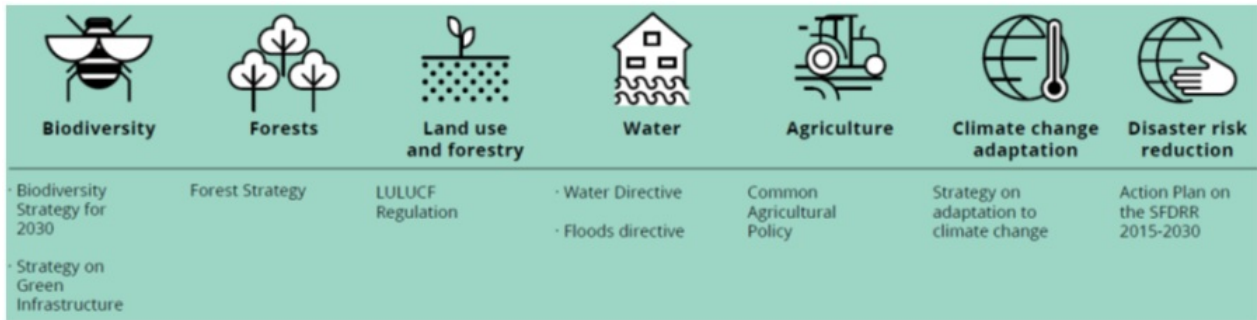 Biodiversity
Forests
Land use
and forestry
Water
Agriculture
Climate change
adaptation
Disaster risk
reduction
· Biodiversity
Strategy for
2030
· Strategy on
Green
Infrastructure
Forest Strategy
LULUCF
Regulation
· Water Directive
· Floods directive
Common
Agricultural
Policy
Strategy on
adaptation to
climate change
Action Plan on
the SFDRR
2015-2030